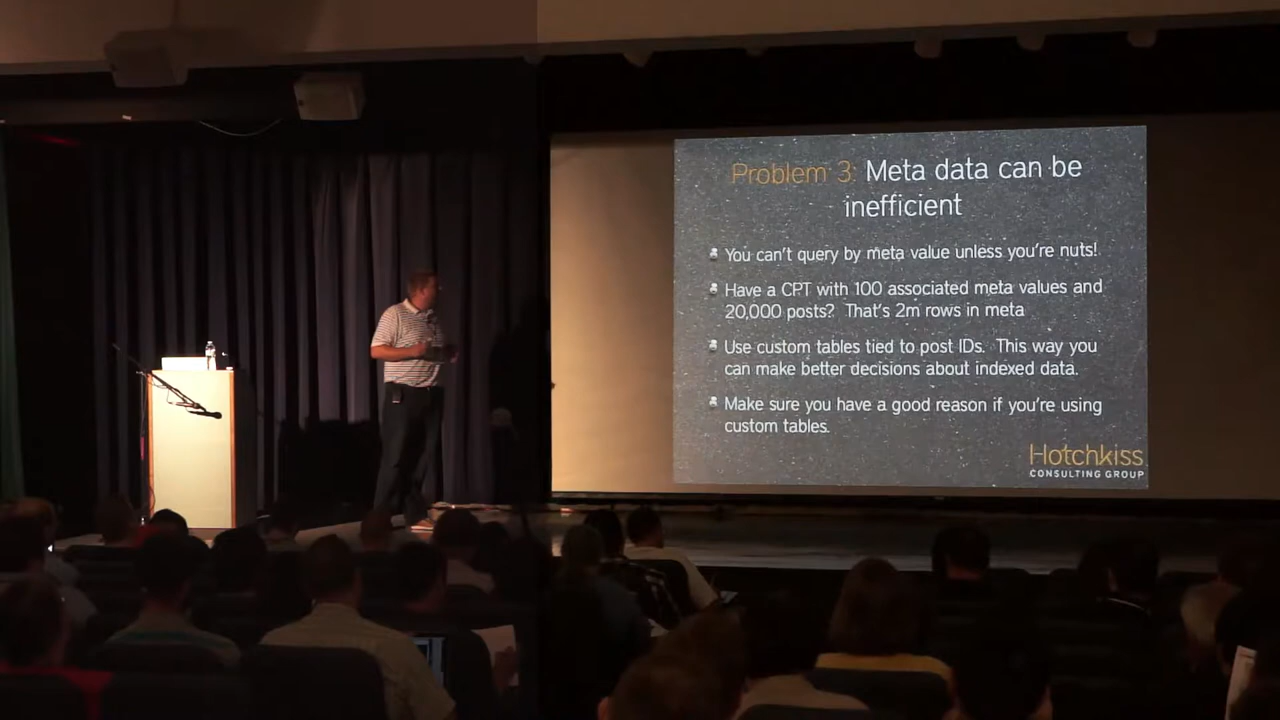 Problem 3: Meta data can be
inefficient
You can't query by meta value unless you're nuts!
Have a CPT with 100 associated meta values and
20,000 posts? That's 2m rows in meta
Use custom tables tied to post IDs. This way you
can make better decisions about indexed data.
Make sure you have a good reason if you're using
custom tables.
Hotchkiss
CONSULTING GROUP